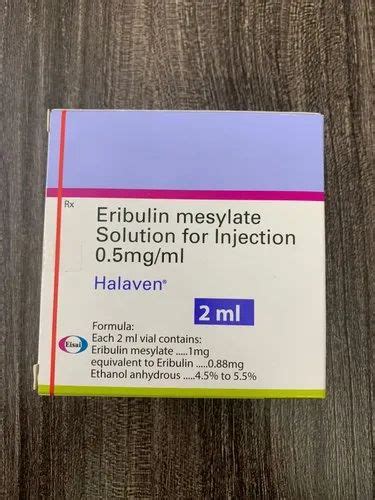 Rx
Eribulin mesylate
Solution for Injection
0.5mg/ml
Halaven®
2 ml
Formula:
Each 2 ml vial contains:
Eribulin mesylate .....1mg
equivalent to Eribulin .....0.88mg
Ethanol anhydrous .....4.5% to 5.5%
Eisai